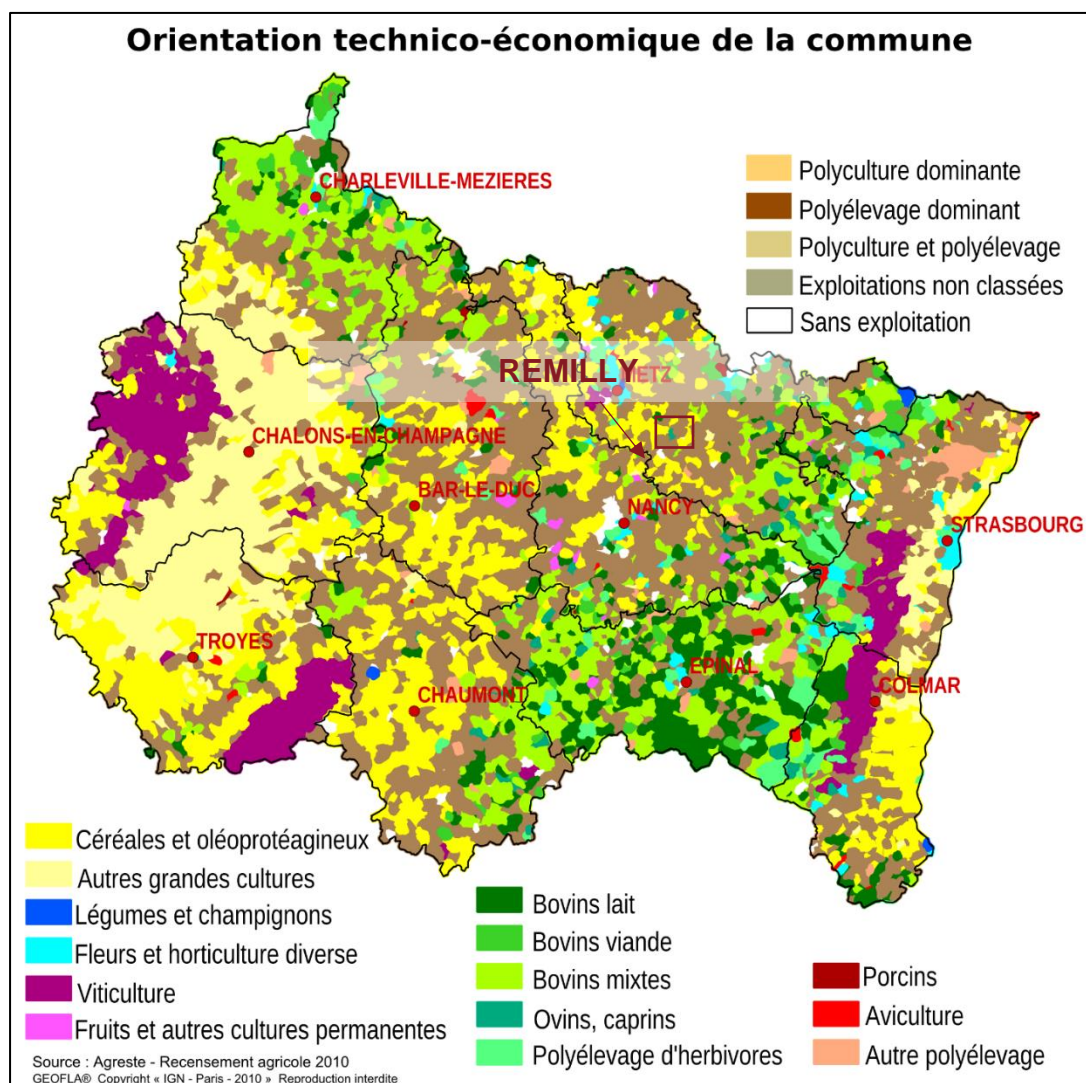 Orientation technico-économique de la commune
Polyculture dominante
Polyélevage dominant
Polyculture et polyélevage
Exploitations non classées
Sans exploitation
CHARLEVILLE-MEZIERES
REMILLY
METZ
CHALONS-EN-CHAMPAGNE
BAR-LE-DUC
NANCY
STRASBOURG
TROYES
CHAUMONT
EPINAL
COLMAR
Céréales et oléoprotéagineux
Autres grandes cultures
Légumes et champignons
Fleurs et horticulture diverse
Viticulture
Fruits et autres cultures permanentes
Bovins lait
Bovins viande
Bovins mixtes
Ovins, caprins
Polyélevage d'herbivores
Porcins
Aviculture
Autre polyélevage
Source : Agreste - Recensement agricole 2010
GEOFLA® Copyright « IGN - Paris - 2010 » Reproduction interdite